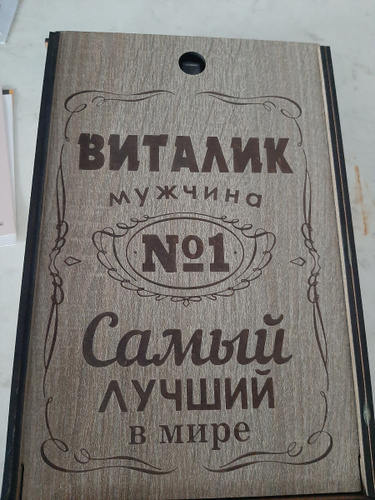 ВИТАЛИК
мужчина
№1
Самый
ЛУЧШИЙ
в мире